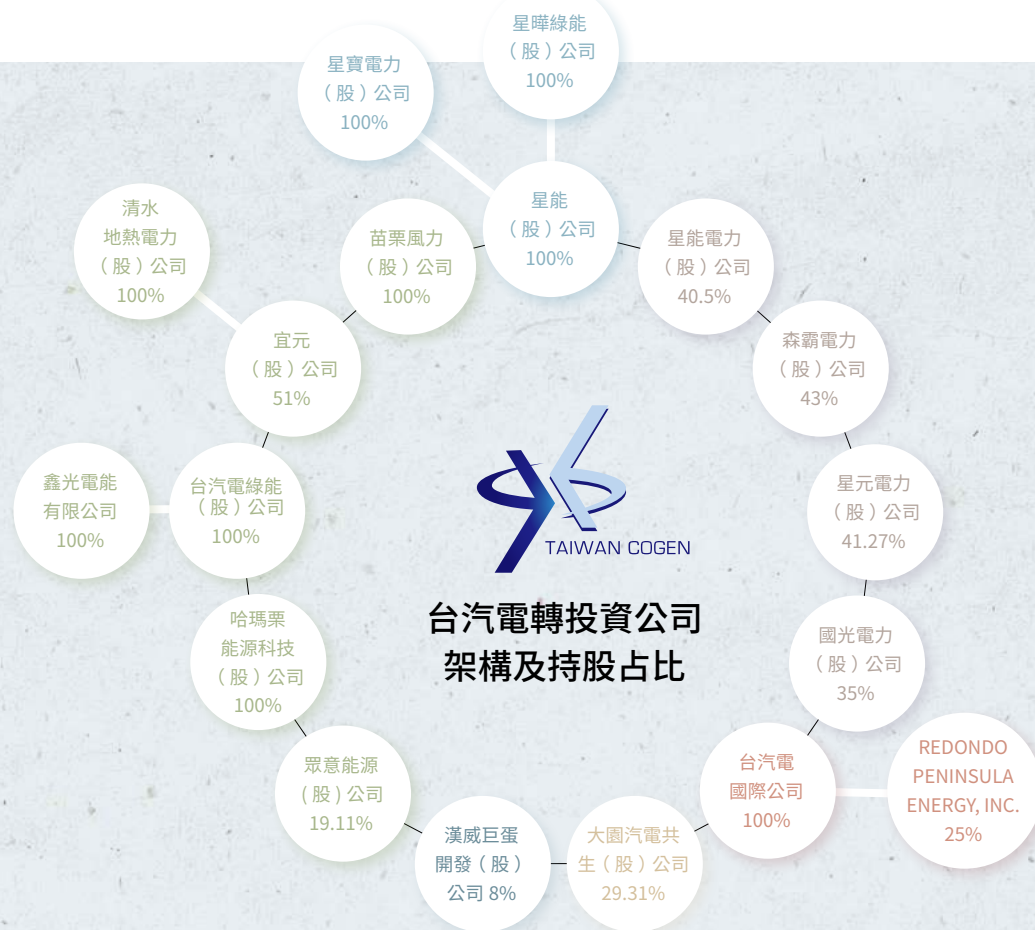 星曄綠能
（股）公司
100%
星寶電力
（股）公司
100%
星能
（股）公司
100%
清水
地熱電力
（股）公司
100%
苗栗風力
（股）公司
100%
星能電力
（股）公司
40.5%
宜元
（股）公司
51%
森霸電力
（股）公司
43%
鑫光電能
有限公司
100%
台汽電綠能
（股）公司
100%
星元電力
（股）公司
41.27%
TAIWAN COGEN
台汽電轉投資公司
架構及持股占比
哈瑪栗
能源科技
（股）公司
100%
國光電力
（股）公司
35%
眾意能源
(股)公司
19.11%
台汽電
國際公司
100%
REDONDO
PENINSULA
ENERGY, INC.
25%
漢威巨蛋
開發（股）
公司 8%
大園汽電共
生（股）公司
29.31%